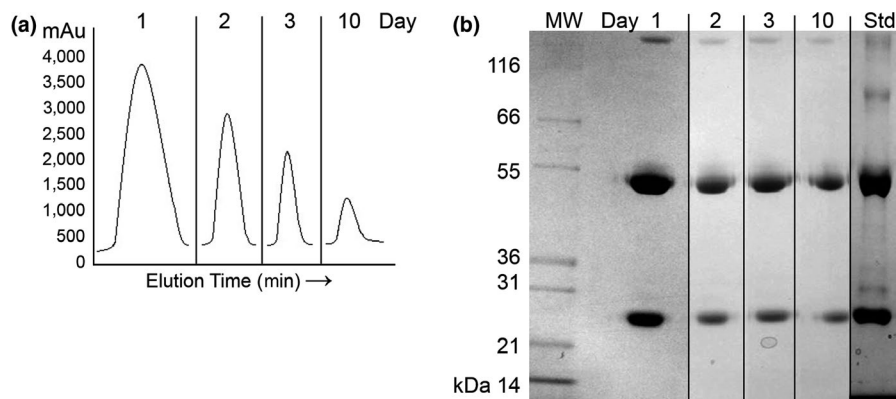 (a)
mAu
1 2 3 10 Day
4,000
3,500
3,000
2,500
2,000
1,500
1,000
500
0
Elution Time (min) →
(b)
MW Day 1 2 3 10 Std
116
66
55
36
31
21
kDa 14